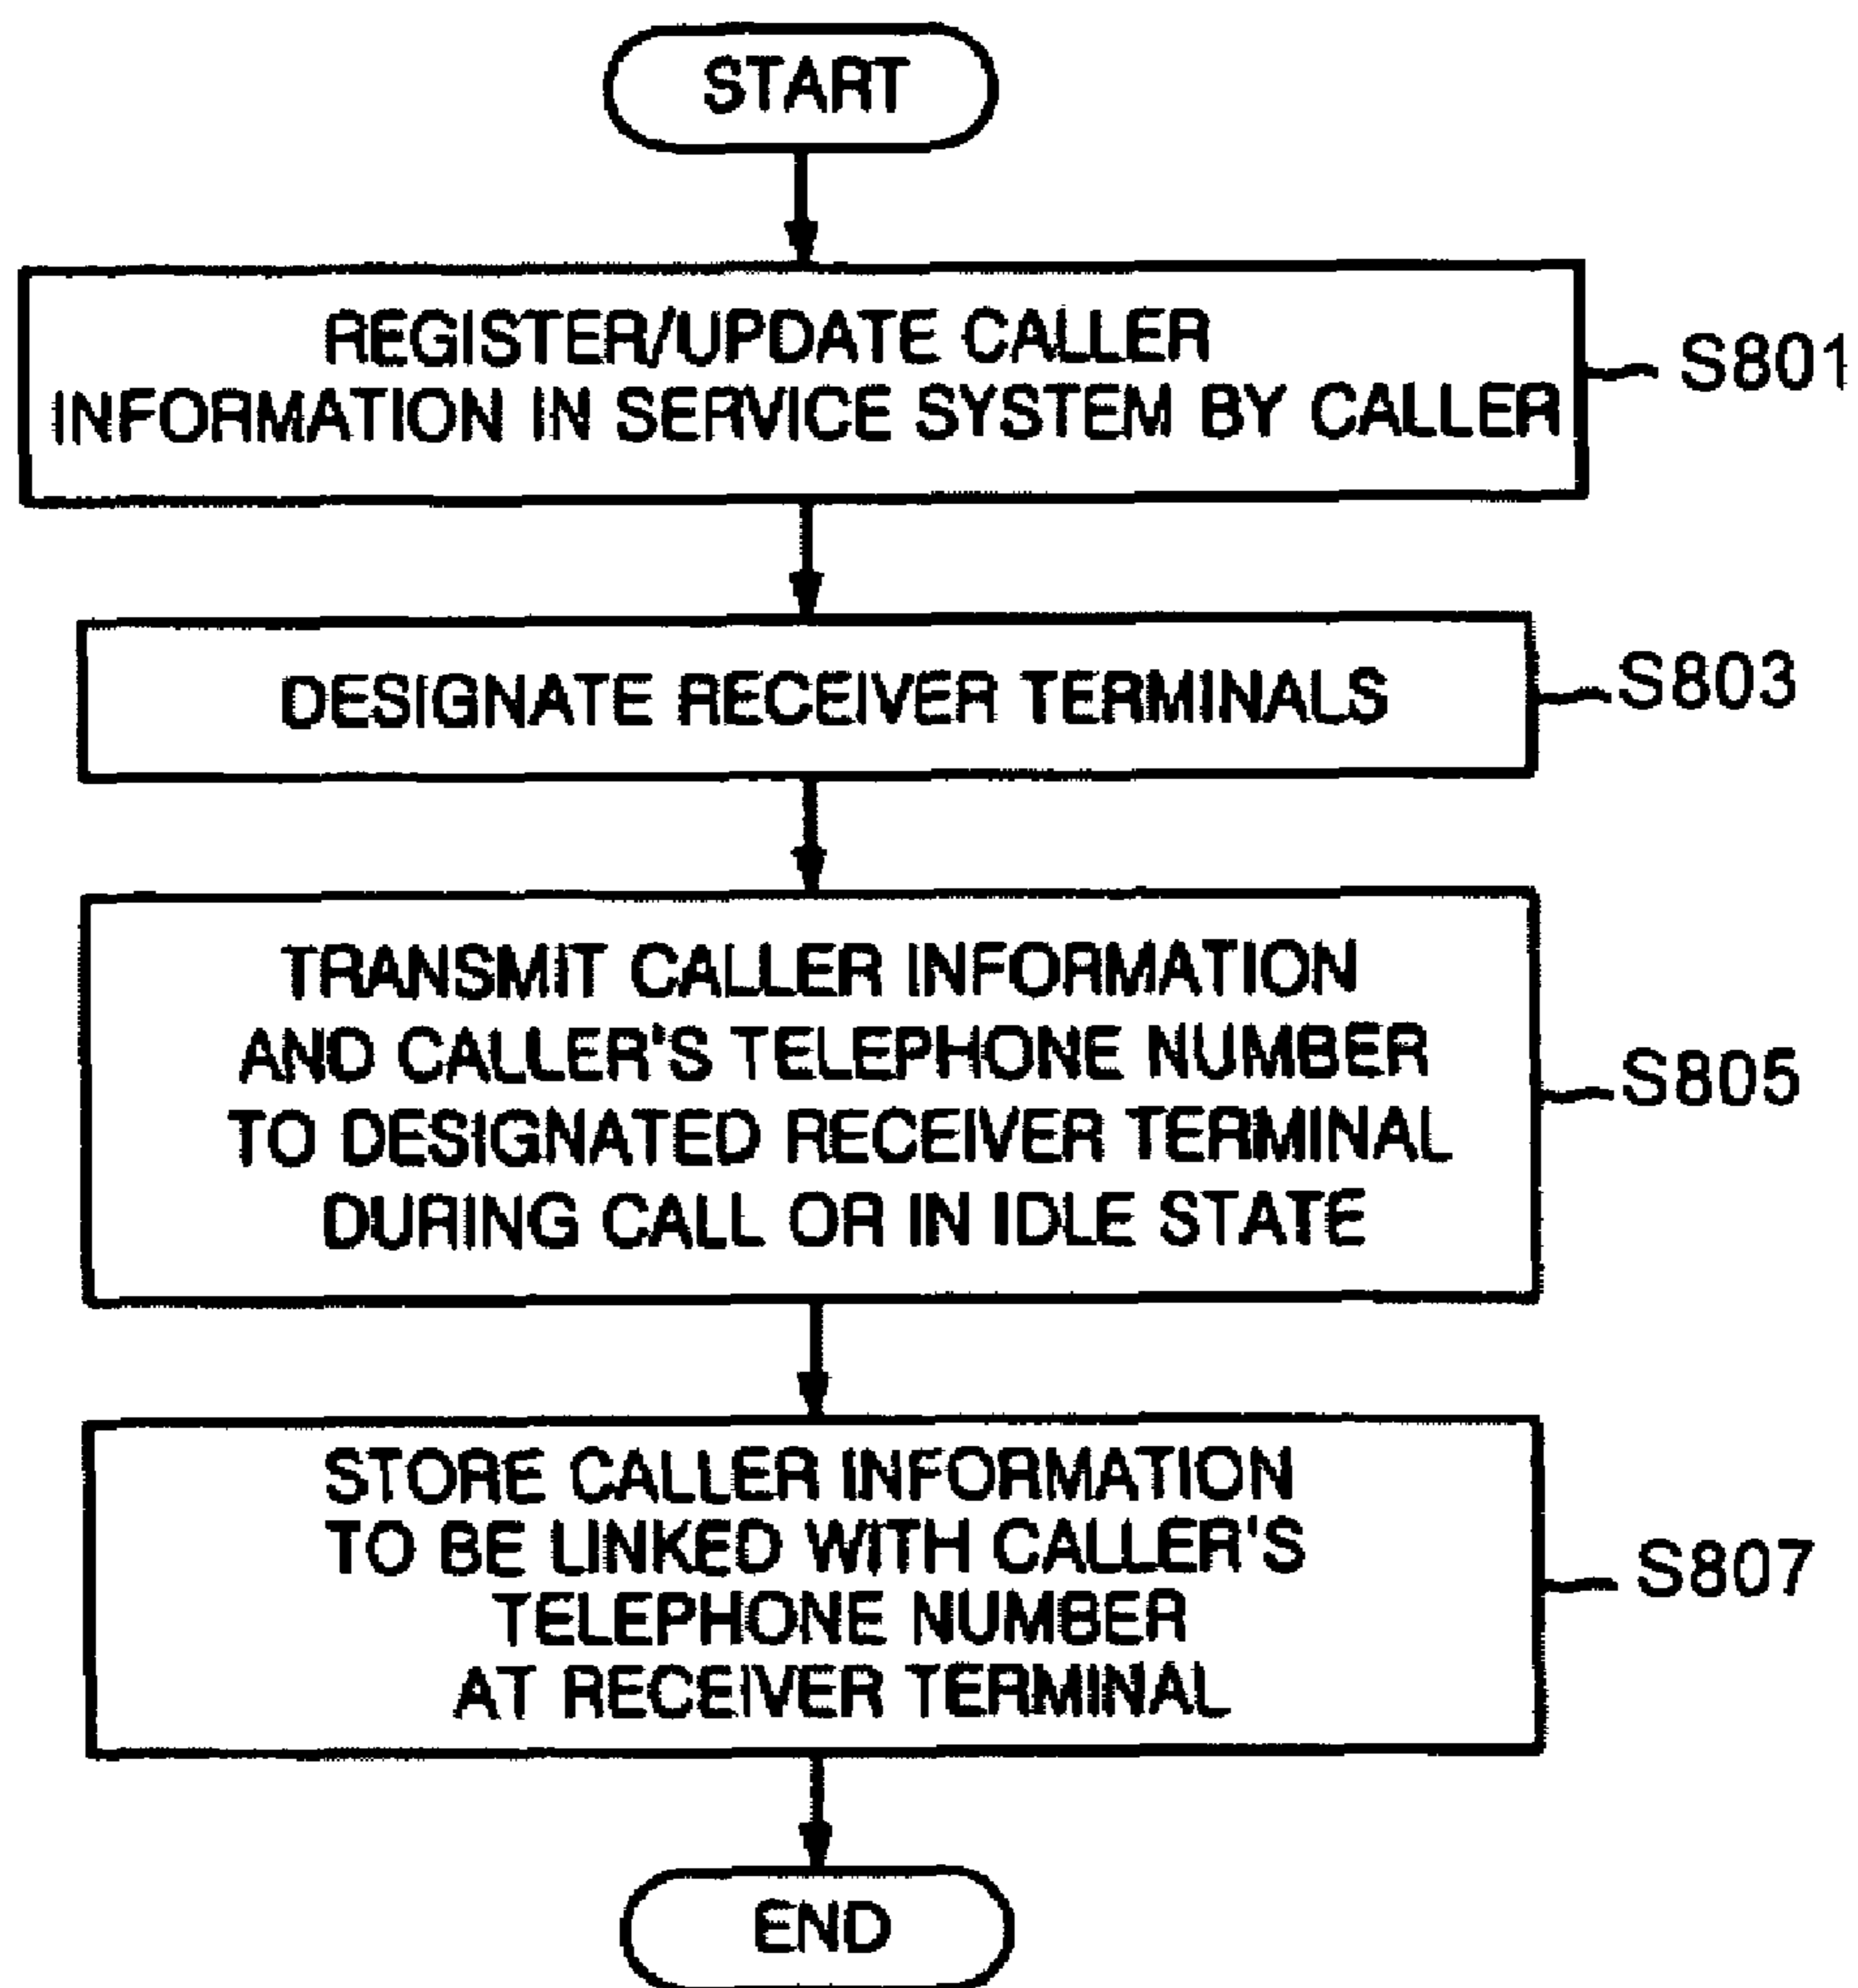 START
REGISTER/UPDATE CALLER
INFORMATION IN SERVICE SYSTEM BY CALLER
S801
DESIGNATE RECEIVER TERMINALS
S803
TRANSMIT CALLER INFORMATION
AND CALLER'S TELEPHONE NUMBER
TO DESIGNATED RECEIVER TERMINAL
DURING CALL OR IN IDLE STATE
S805
STORE CALLER INFORMATION
TO BE LINKED WITH CALLER'S
TELEPHONE NUMBER
AT RECEIVER TERMINAL
S807
END